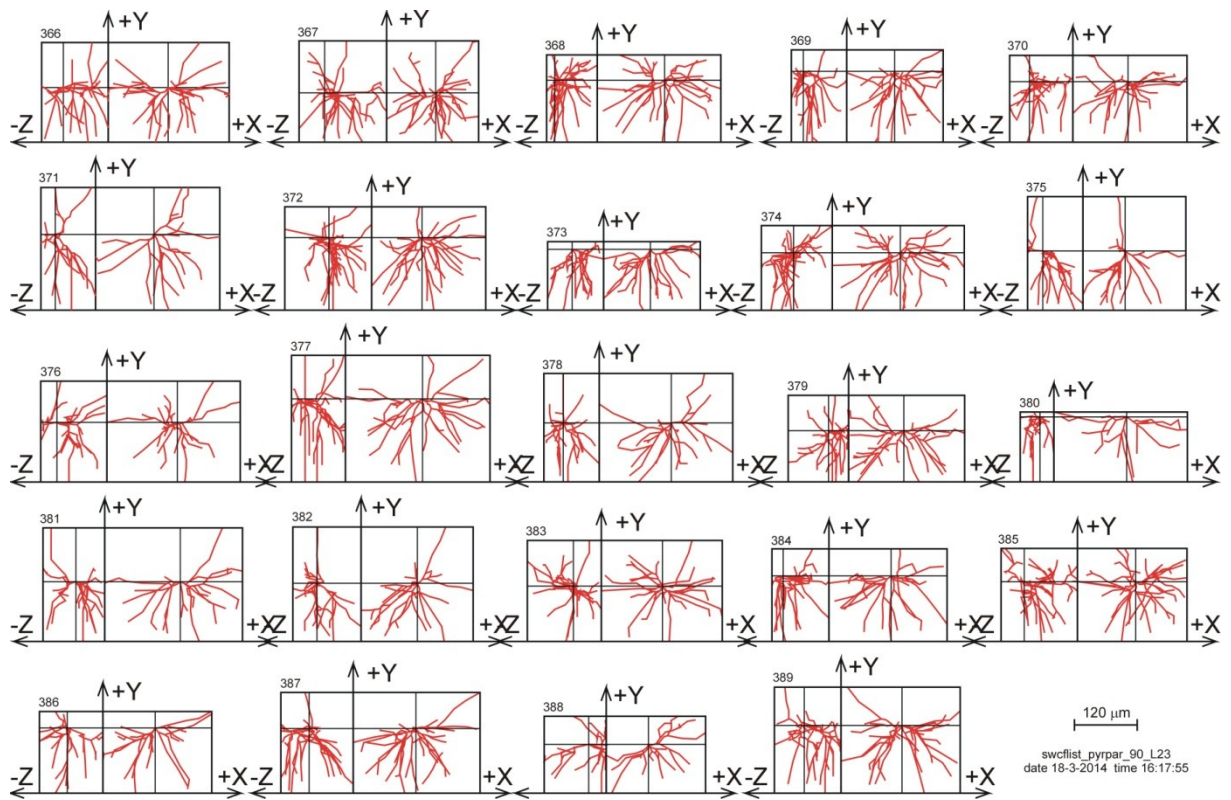 366 +Y 367 +Y 368 +Y 369 +Y 370 +Y
-Z +X -Z +X -Z +X -Z +X -Z +X
371 +Y 372 +Y 373 +Y 374 +Y 375 +Y
-Z +X -Z +X -Z +X -Z +X -Z +X
376 +Y 377 +Y 378 +Y 379 +Y 380 +Y
-Z +X -Z +X -Z +X -Z +X -Z +X
381 +Y 382 +Y 383 +Y 384 +Y 385 +Y
-Z +X -Z +X -Z +X -Z +X -Z +X
386 +Y 387 +Y 388 +Y 389 +Y
-Z +X -Z +X -Z +X -Z +X
120 μm
swcflist_pyrpar_90_L23
date 18-3-2014 time 16:17:55